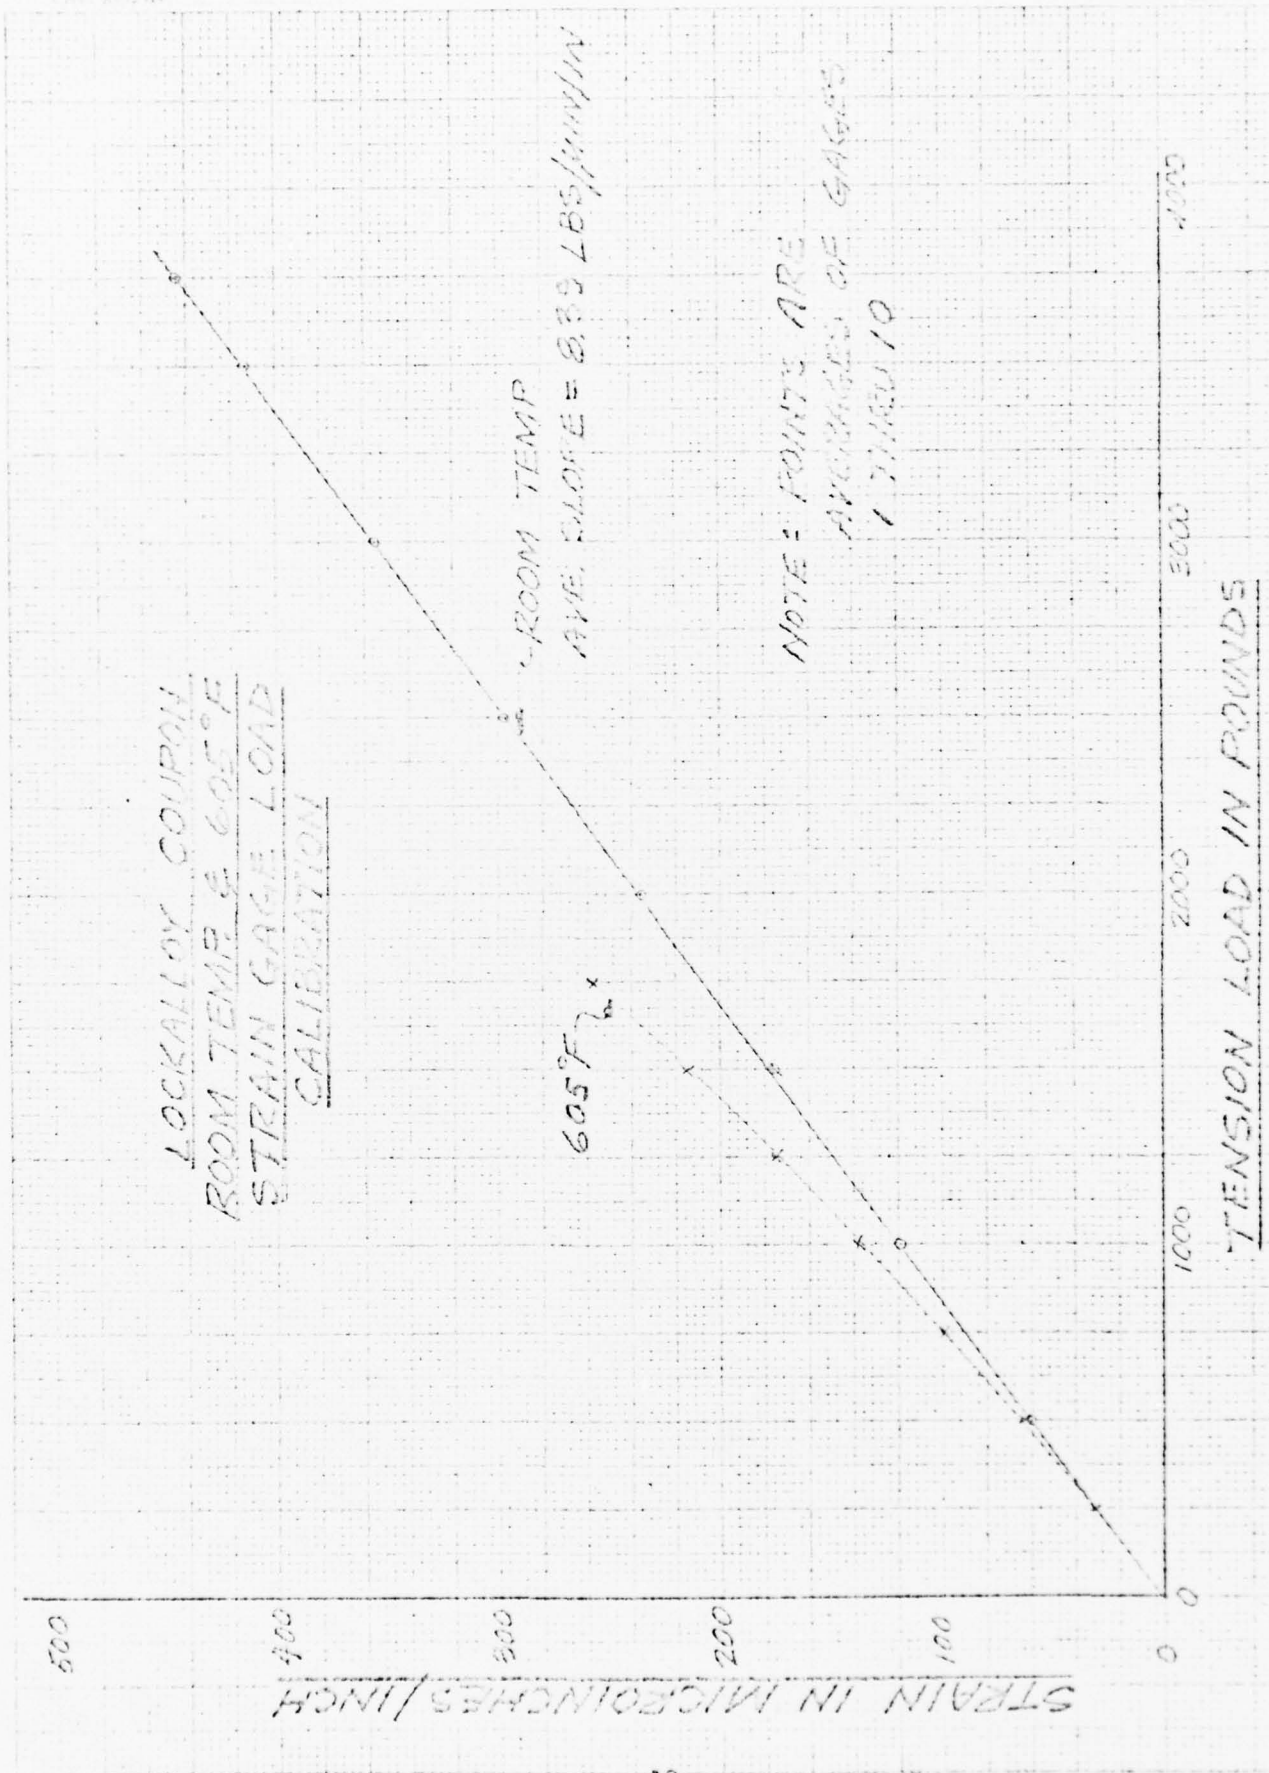 LOCKALLOY COUPON
ROOM TEMP & 605°F
STRAIN GAGE LOAD
CALIBRATION
605°F
ROOM TEMP
AVE. SLOPE = 8.39 LBS/µIN/IN
NOTE: POINTS ARE
AVERAGES OF GAGES
1 THRU 10
STRAIN IN MICROINCHES/INCH
500
400
300
200
100
0
0
1000
2000
3000
4000
TENSION LOAD IN POUNDS